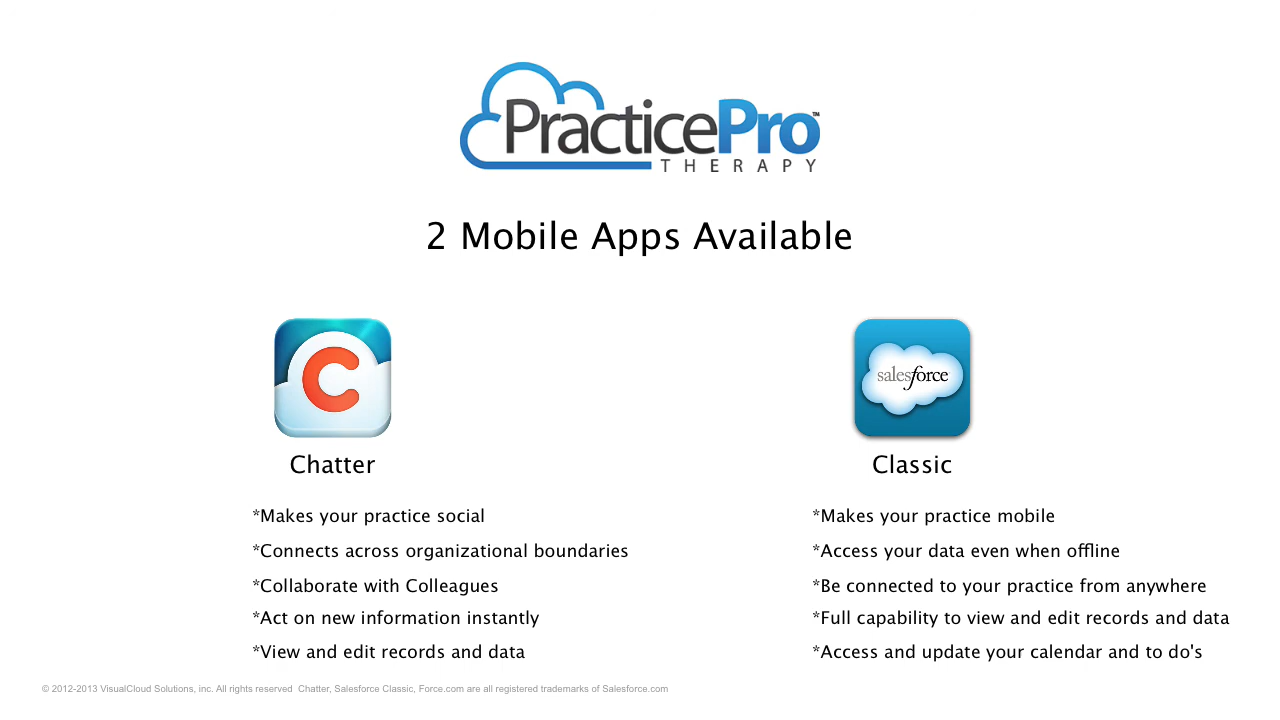 PracticePro™
THERAPY
2 Mobile Apps Available
C
salesforce
Chatter
Classic
*Makes your practice social
*Connects across organizational boundaries
*Collaborate with Colleagues
*Act on new information instantly
*View and edit records and data
*Makes your practice mobile
*Access your data even when offline
*Be connected to your practice from anywhere
*Full capability to view and edit records and data
*Access and update your calendar and to do's
© 2012-2013 VisualCloud Solutions, inc. All rights reserved  Chatter, Salesforce Classic, Force.com are all registered trademarks of Salesforce.com